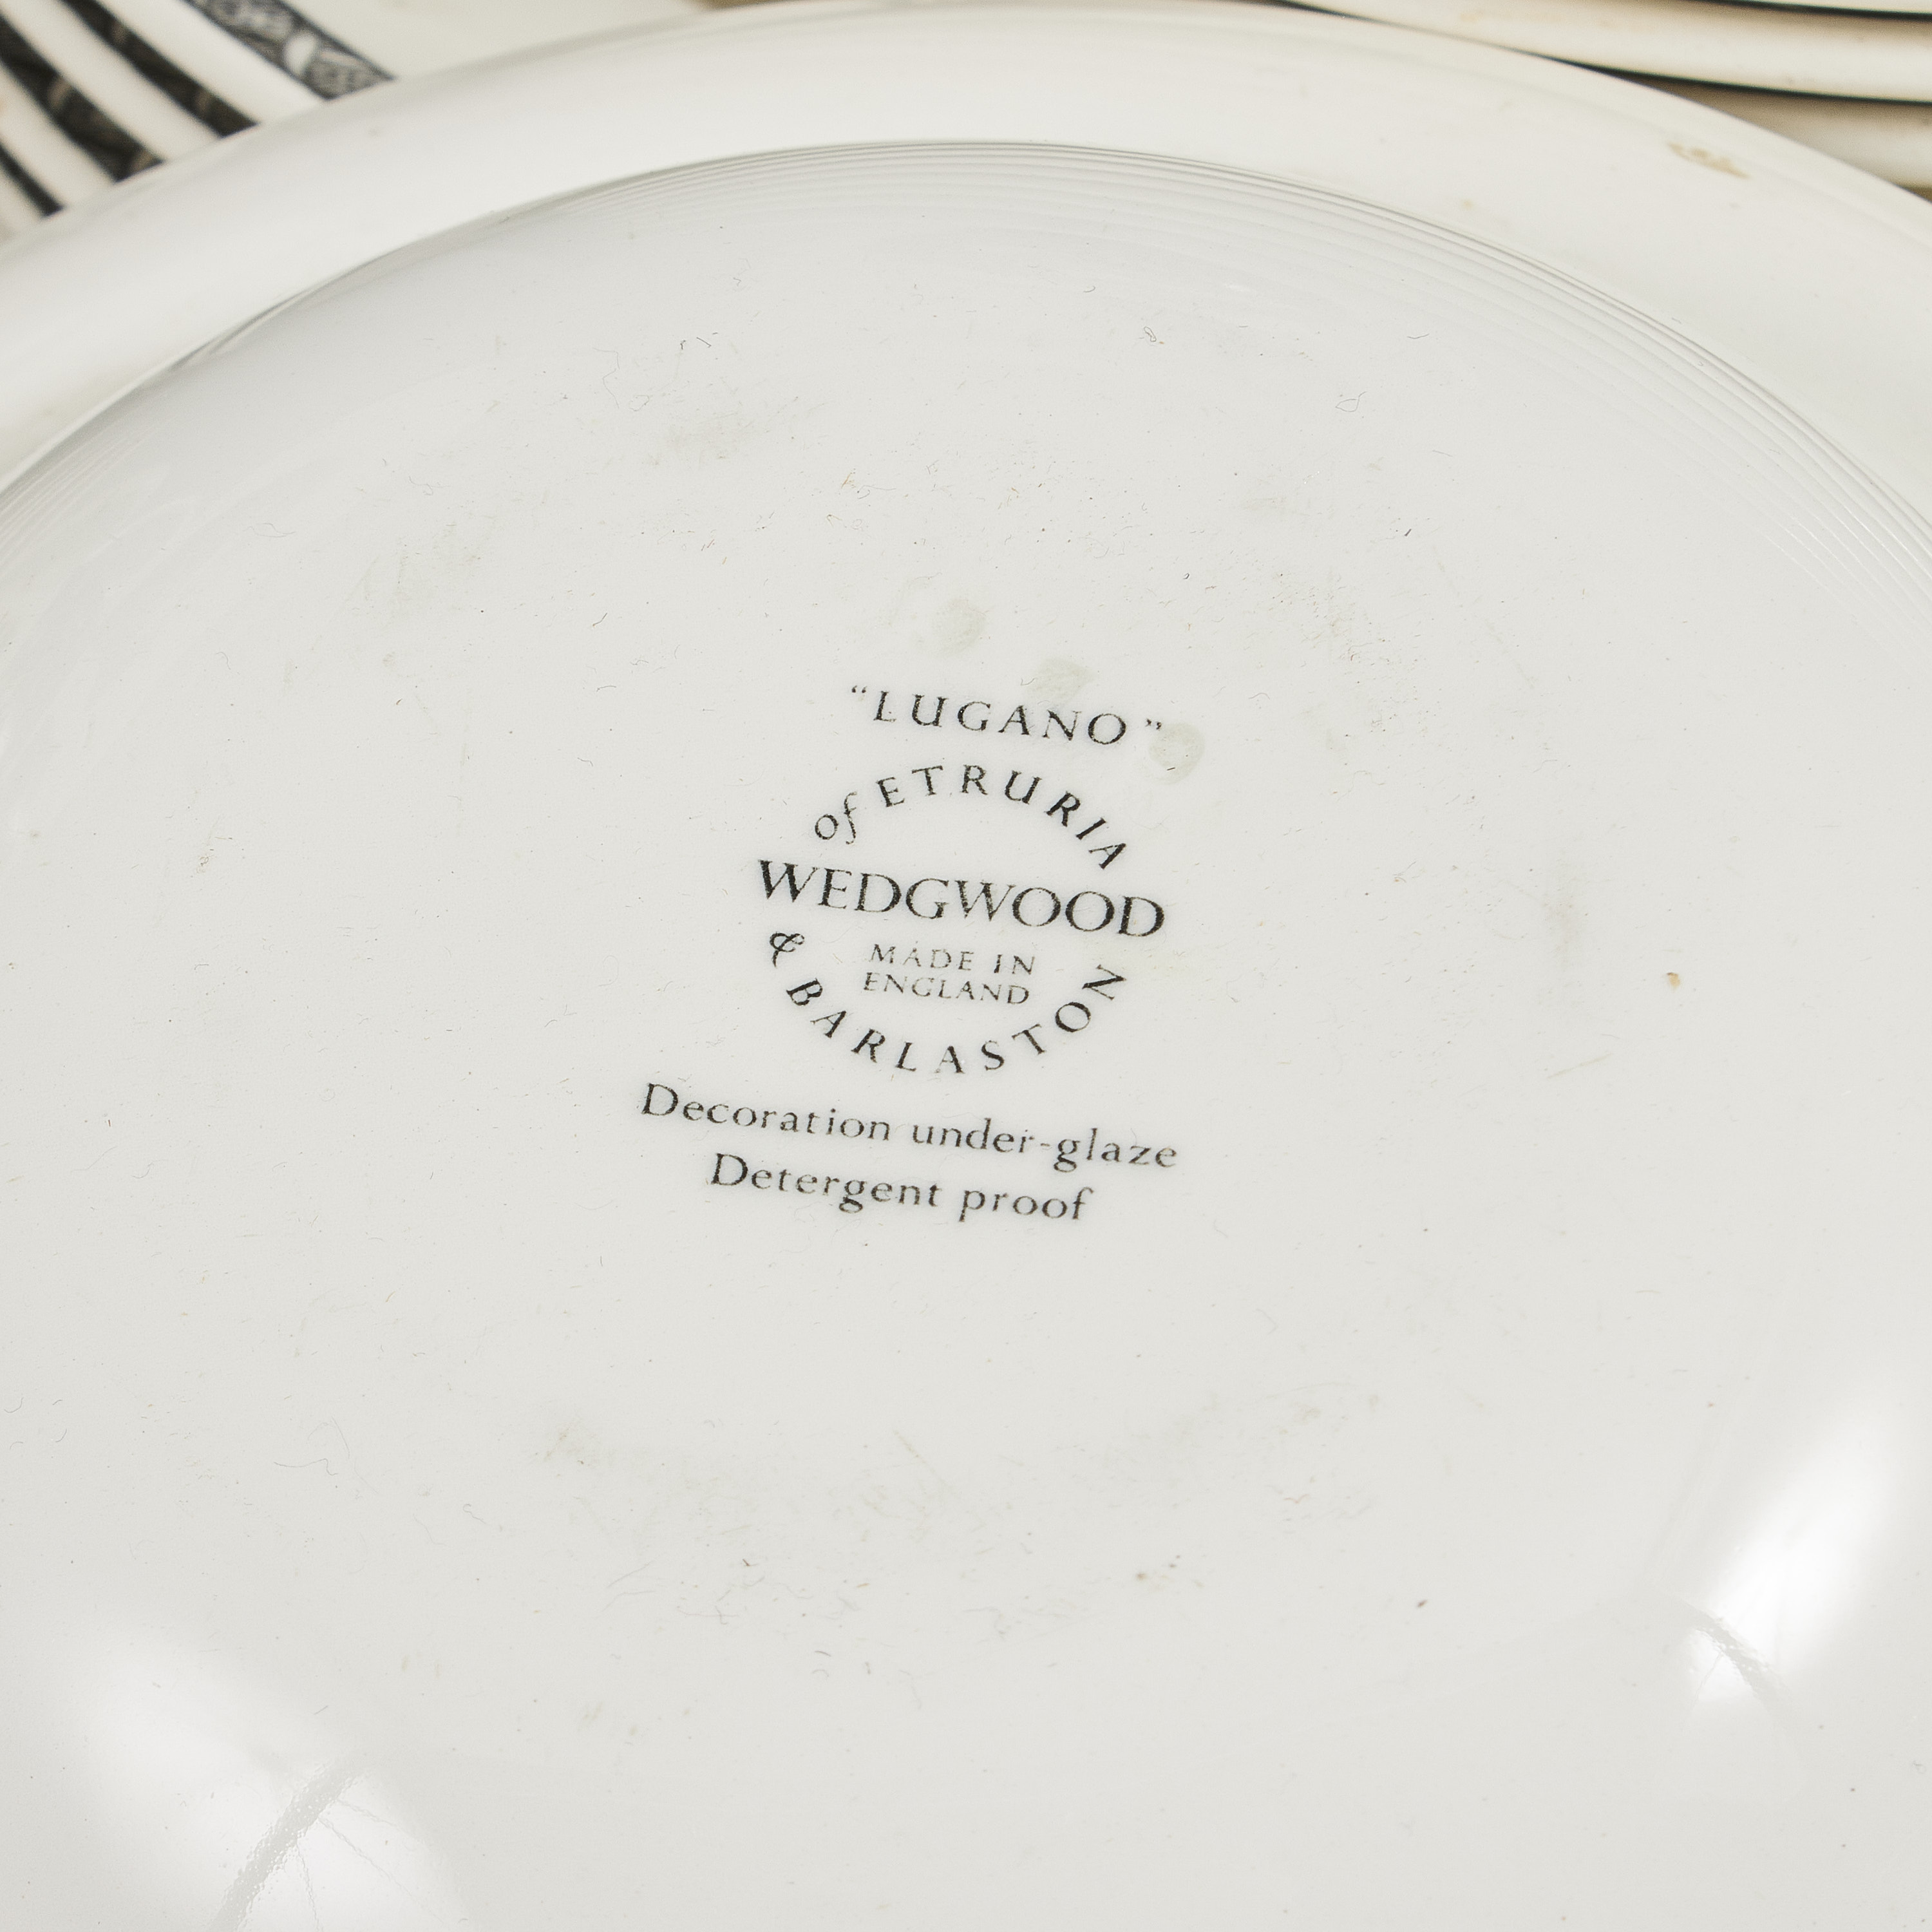 “LUGANO”
of ETRURIA
WEDGWOOD
MADE IN
ENGLAND
& BARLASTON
Decoration under-glaze
Detergent proof